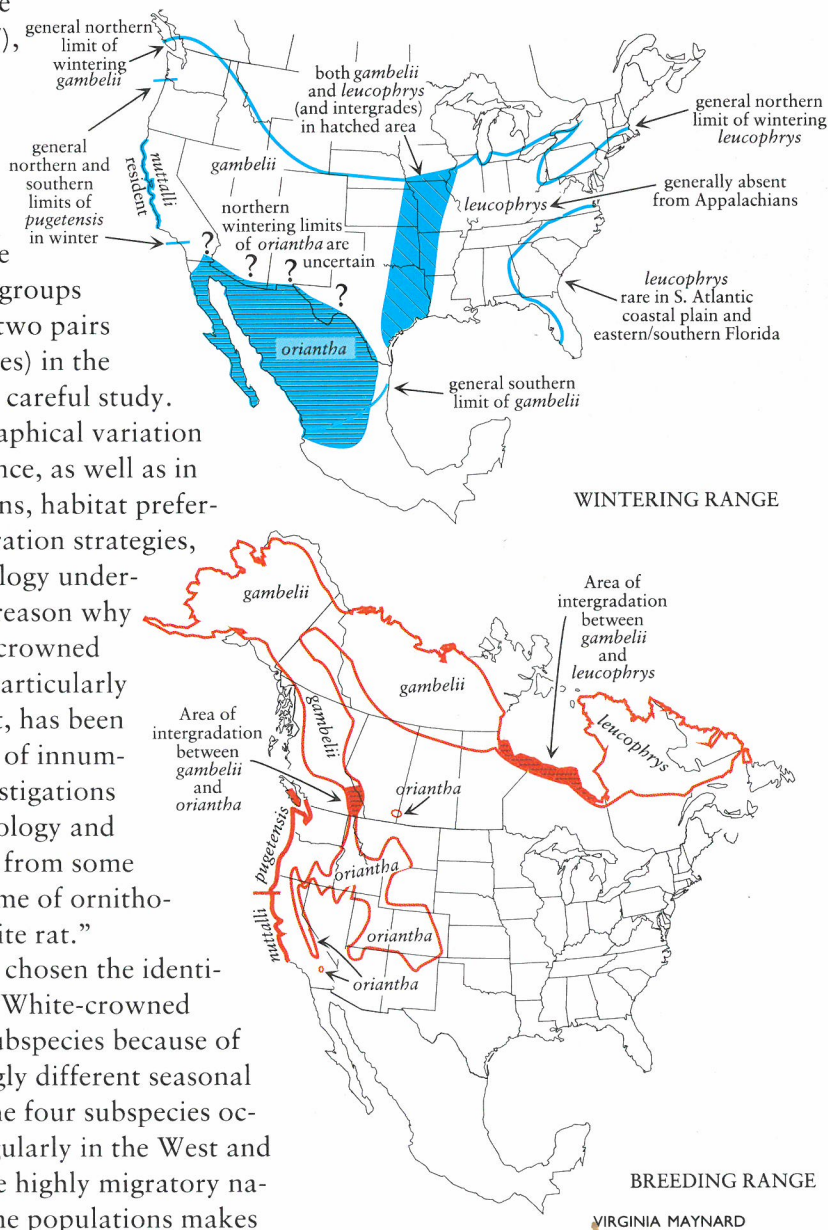 general northern
limit of
wintering
gambelii
both gambelii
and leucophrys
(and intergrades)
in hatched area
general northern
limit of wintering
leucophrys
general
northern and
southern
limits of
pugetensis
in winter
nuttalli
resident
gambelii
leucophrys
generally absent
from Appalachians
northern
wintering limits
of oriantha are
uncertain
?
?
?
?
leucophrys
rare in S. Atlantic
coastal plain and
eastern/southern Florida
oriantha
general southern
limit of gambelii
WINTERING RANGE
e
),
e
groups
two pairs
es) in the
careful study.
aphical variation
nce, as well as in
ns, habitat prefer-
ration strategies,
ology under-
reason why
crowned
articularly
t, has been
of innum-
stigations
ology and
from some
me of ornitho-
ite rat."
chosen the identi-
White-crowned
ubspecies because of
gly different seasonal
ne four subspecies oc-
gularly in the West and
e highly migratory na-
ne populations makes
gambelii
gambelii
gambelii
Area of
intergradation
between
gambelii
and
leucophrys
leucophrys
Area of
intergradation
between
gambelii
and
oriantha
oriantha
pugetensis
nuttalli
oriantha
oriantha
oriantha
BREEDING RANGE
VIRGINIA MAYNARD